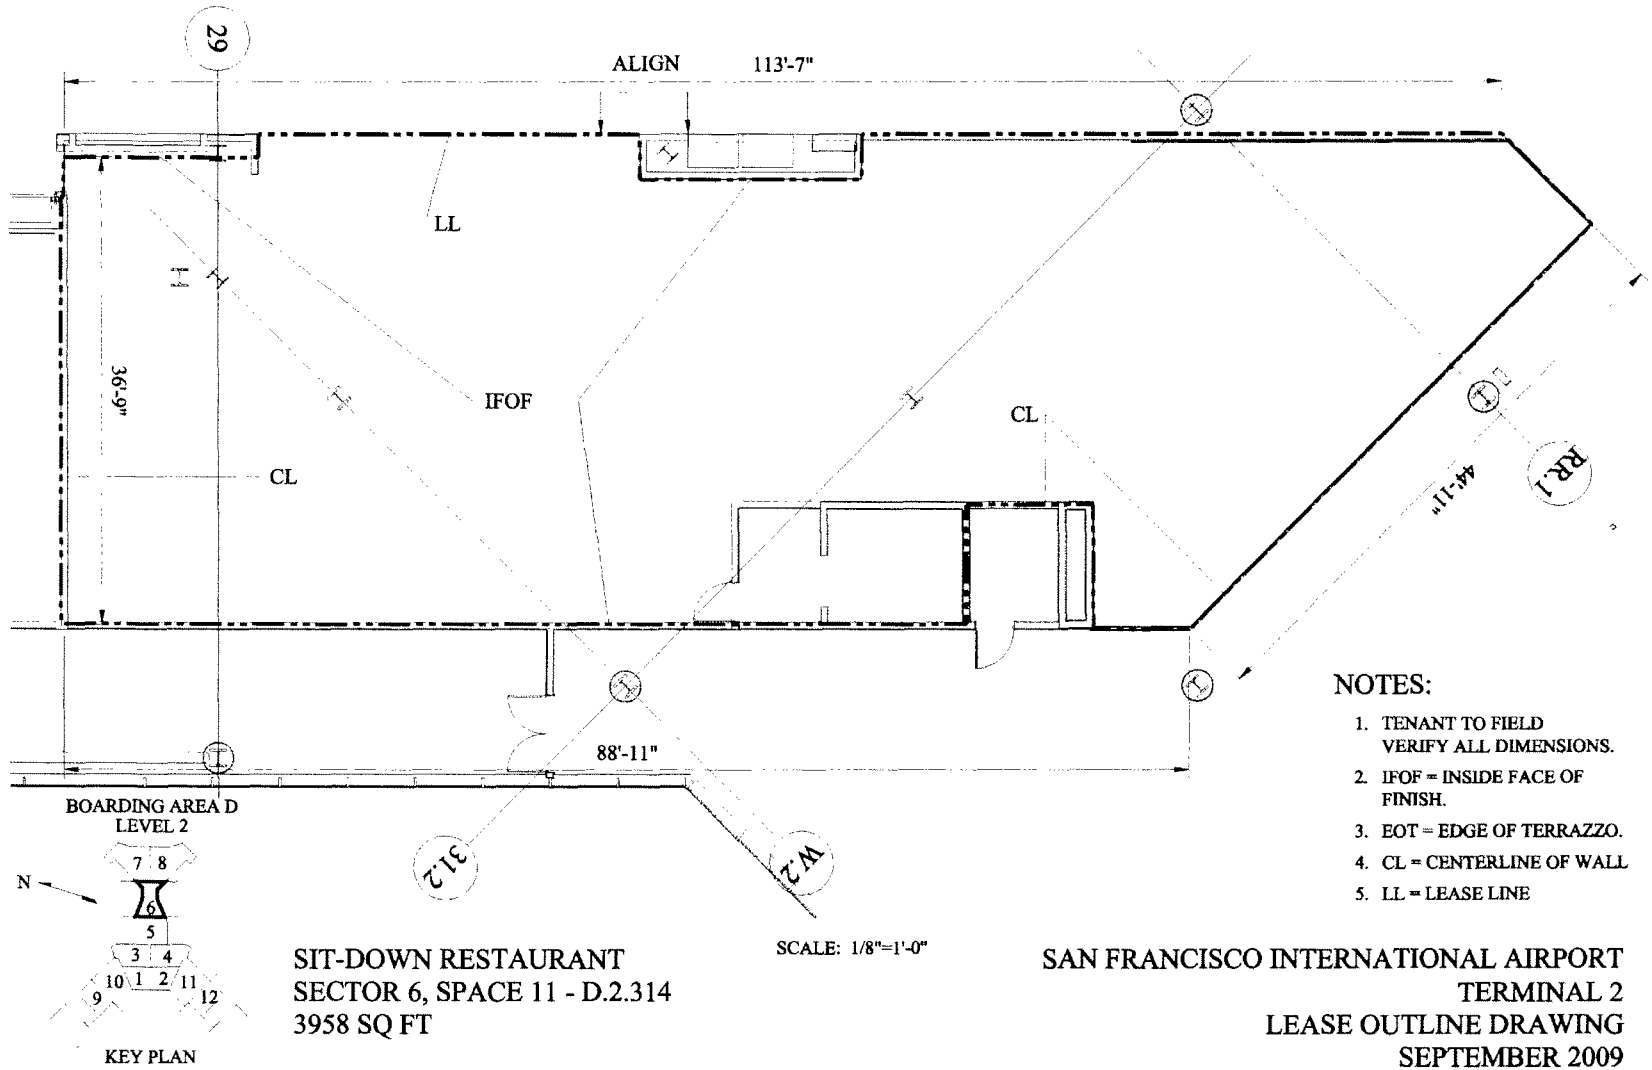 29
ALIGN
113'-7"
LL
36'-9"
IFOF
CL
CL
RR.1
44'-11"
88'-11"
31.2
W.2
NOTES:
1. TENANT TO FIELD
VERIFY ALL DIMENSIONS.
2. IFOF = INSIDE FACE OF
FINISH.
3. EOT = EDGE OF TERRAZZO.
4. CL = CENTERLINE OF WALL
5. LL = LEASE LINE
BOARDING AREA D
LEVEL 2
7 8
N
6
5
3 4
10 1 2 11
9 12
KEY PLAN
SIT-DOWN RESTAURANT
SECTOR 6, SPACE 11 - D.2.314
3958 SQ FT
SCALE: 1/8"=1'-0"
SAN FRANCISCO INTERNATIONAL AIRPORT
TERMINAL 2
LEASE OUTLINE DRAWING
SEPTEMBER 2009